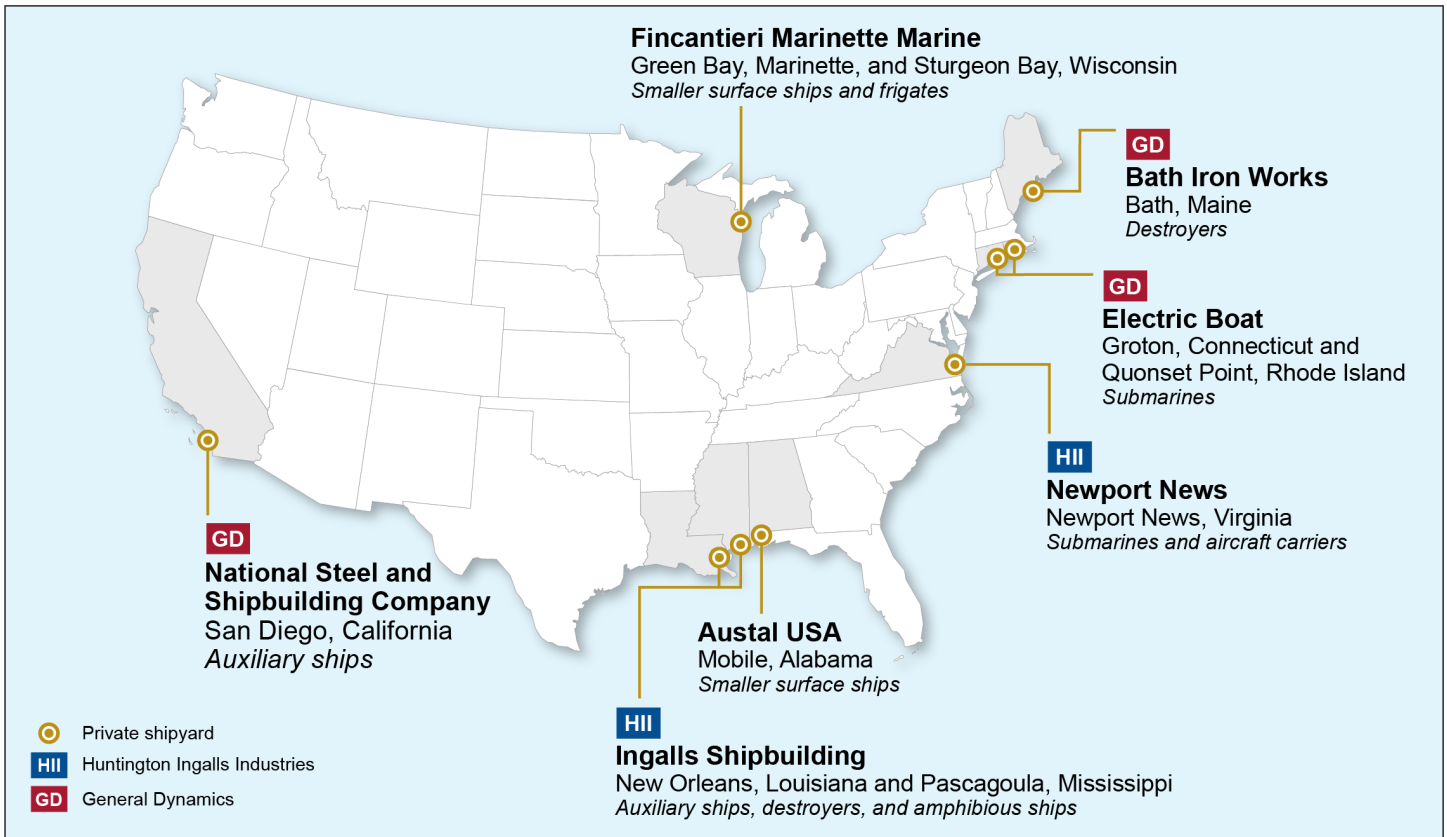 Fincantieri Marinette Marine
Green Bay, Marinette, and Sturgeon Bay, Wisconsin
Smaller surface ships and frigates
GD
Bath Iron Works
Bath, Maine
Destroyers
GD
Electric Boat
Groton, Connecticut and
Quonset Point, Rhode Island
Submarines
HII
Newport News
Newport News, Virginia
Submarines and aircraft carriers
GD
National Steel and
Shipbuilding Company
San Diego, California
Auxiliary ships
Austal USA
Mobile, Alabama
Smaller surface ships
HII
Ingalls Shipbuilding
New Orleans, Louisiana and Pascagoula, Mississippi
Auxiliary ships, destroyers, and amphibious ships
Private shipyard
HII Huntington Ingalls Industries
GD General Dynamics